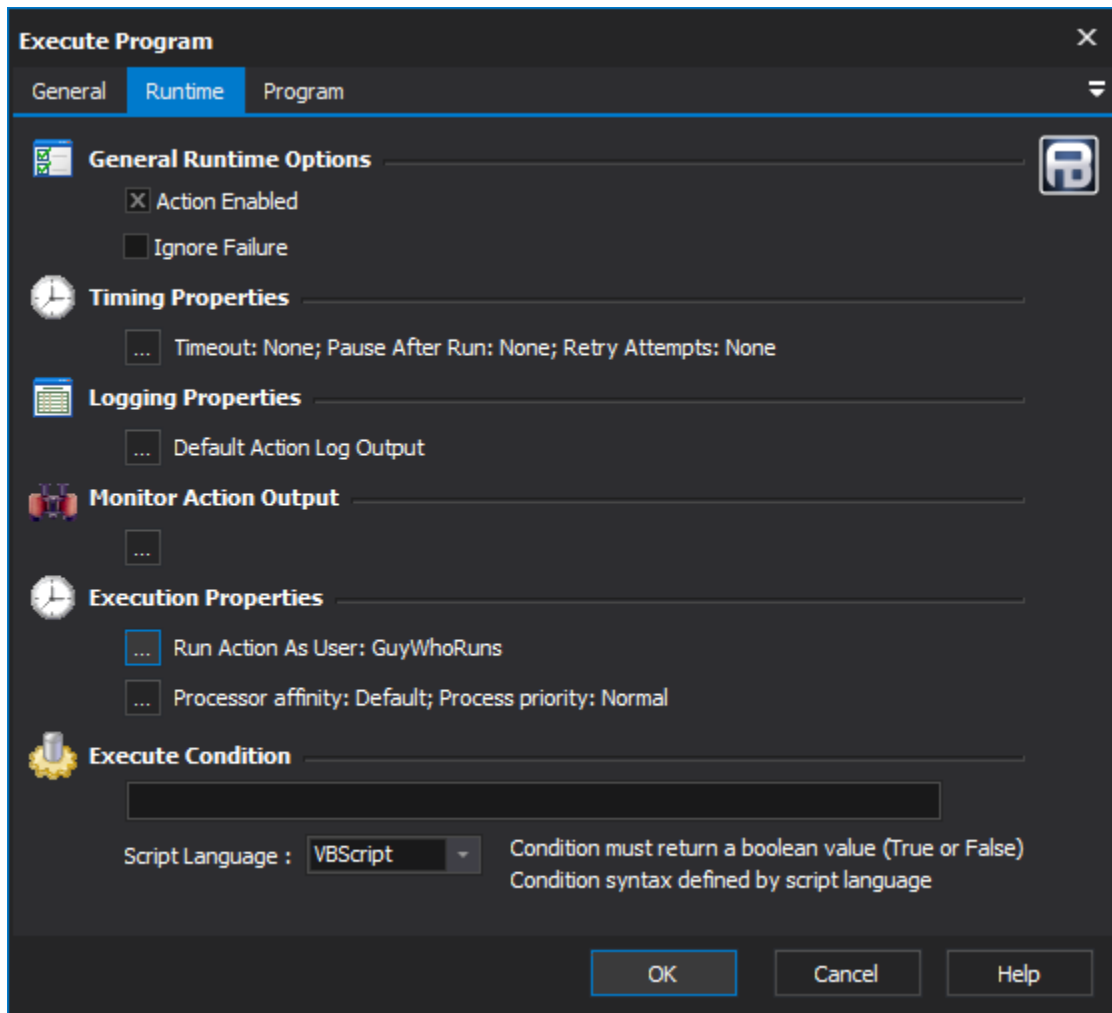 Execute Program
General Runtime Program
General Runtime Options
Action Enabled
Ignore Failure
Timing Properties
... Timeout: None; Pause After Run: None; Retry Attempts: None
Logging Properties
... Default Action Log Output
Monitor Action Output
...
Execution Properties
... Run Action As User: GuyWhoRuns
... Processor affinity: Default; Process priority: Normal
Execute Condition
Script Language : VBScript
Condition must return a boolean value (True or False)
Condition syntax defined by script language
OK Cancel Help